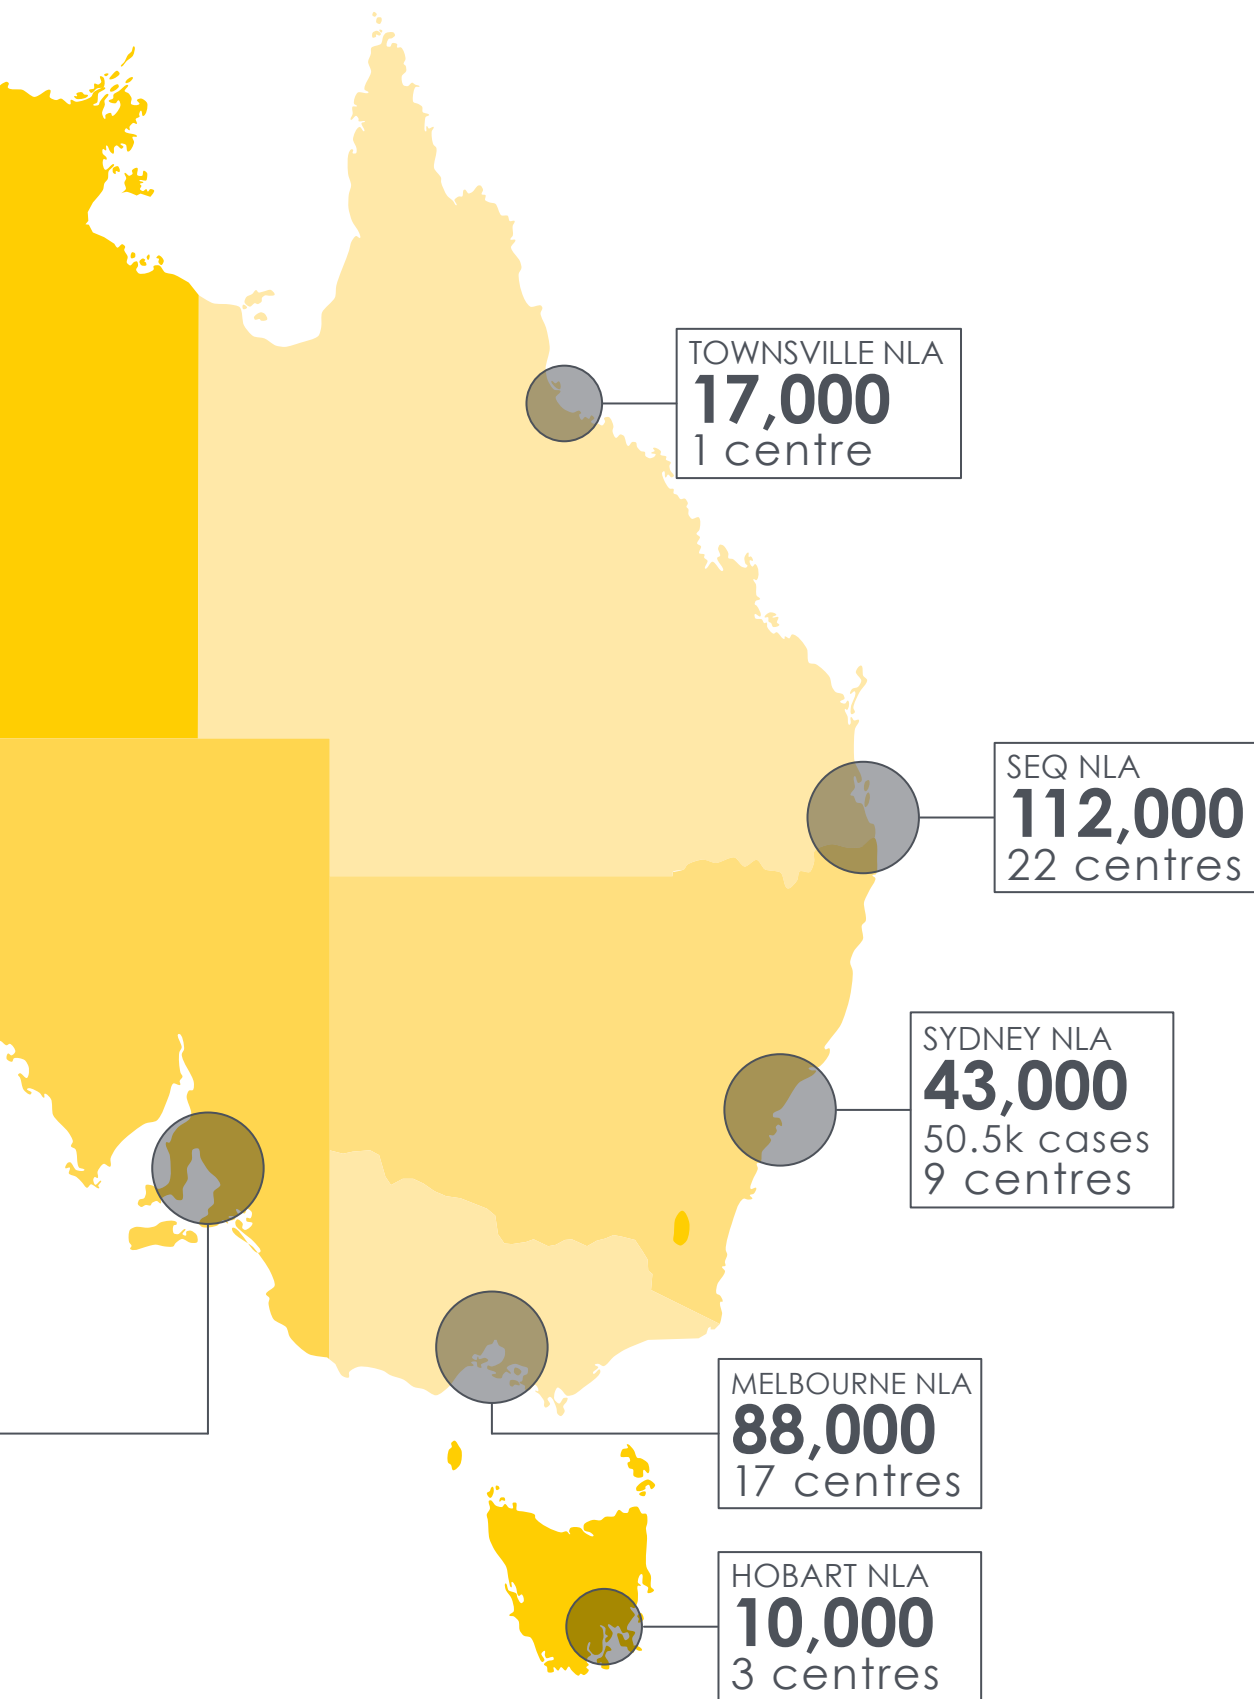 TOWNSVILLE NLA
17,000
1 centre
SEQ NLA
112,000
22 centres
SYDNEY NLA
43,000
50.5k cases
9 centres
MELBOURNE NLA
88,000
17 centres
HOBART NLA
10,000
3 centres